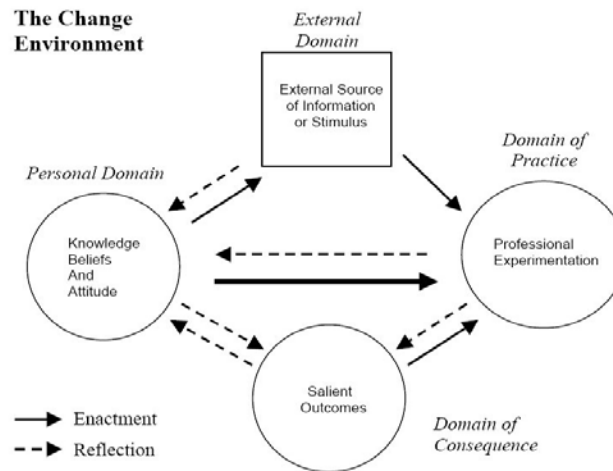 The Change
Environment
External
Domain
External Source
of Information
or Stimulus
Domain of
Practice
Personal Domain
Knowledge
Beliefs
And
Attitude
Professional
Experimentation
Salient
Outcomes
Enactment
Reflection
Domain of
Consequence